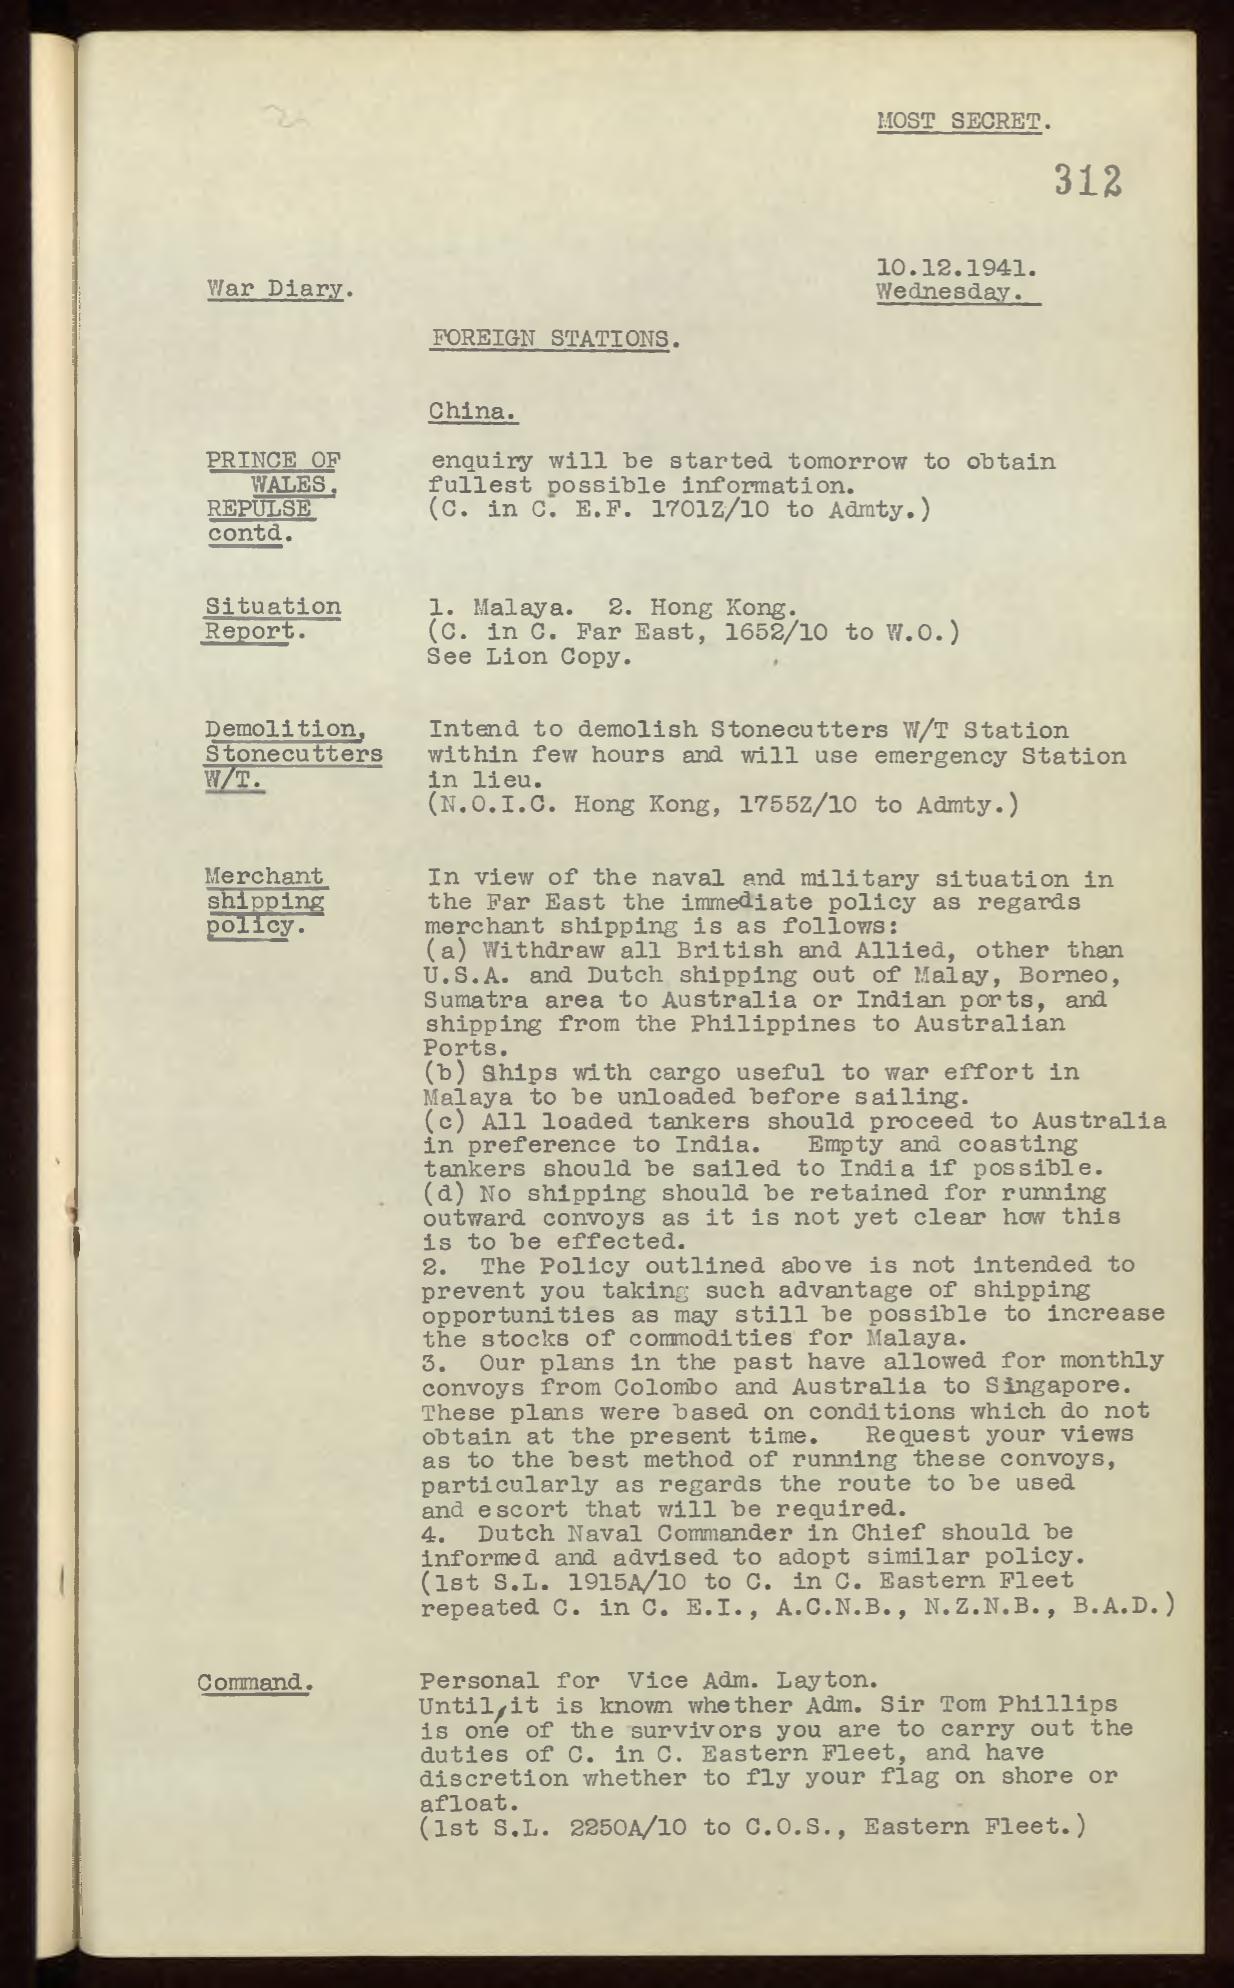 MOST SECRET.
312
10.12.1941.
War Diary.
Wednesday.
FOREIGN STATIONS.
China.
PRINCE OF
WALES,
REPULSE
contd.
enquiry will be started tomorrow to obtain
fullest possible information.
(C. in C. E.F. 1701Z/10 to Admty.)
Situation
Report.
1. Malaya. 2. Hong Kong.
(C. in C. Far East, 1652/10 to W.O.)
See Lion Copy.
Demolition,
Stonecutters
W/T.
Intend to demolish Stonecutters W/T Station
within few hours and will use emergency Station
in lieu.
(N.O.I.C. Hong Kong, 1755Z/10 to Admty.)
Merchant
shipping
policy.
In view of the naval and military situation in
the Far East the immediate policy as regards
merchant shipping is as follows:
(a) Withdraw all British and Allied, other than
U.S.A. and Dutch shipping out of Malay, Borneo,
Sumatra area to Australia or Indian ports, and
shipping from the Philippines to Australian
Ports.
(b) Ships with cargo useful to war effort in
Malaya to be unloaded before sailing.
(c) All loaded tankers should proceed to Australia
in preference to India. Empty and coasting
tankers should be sailed to India if possible.
(d) No shipping should be retained for running
outward convoys as it is not yet clear how this
is to be effected.
2. The Policy outlined above is not intended to
prevent you taking such advantage of shipping
opportunities as may still be possible to increase
the stocks of commodities for Malaya.
3. Our plans in the past have allowed for monthly
convoys from Colombo and Australia to Singapore.
These plans were based on conditions which do not
obtain at the present time. Request your views
as to the best method of running these convoys,
particularly as regards the route to be used
and escort that will be required.
4. Dutch Naval Commander in Chief should be
informed and advised to adopt similar policy.
(1st S.L. 1915A/10 to C. in C. Eastern Fleet
repeated C. in C. E.I., A.C.N.B., N.Z.N.B., B.A.D.)
Command.
Personal for Vice Adm. Layton.
Until, it is known whether Adm. Sir Tom Phillips
is one of the survivors you are to carry out the
duties of C. in C. Eastern Fleet, and have
discretion whether to fly your flag on shore or
afloat.
(1st S.L. 2250A/10 to C.O.S., Eastern Fleet.)